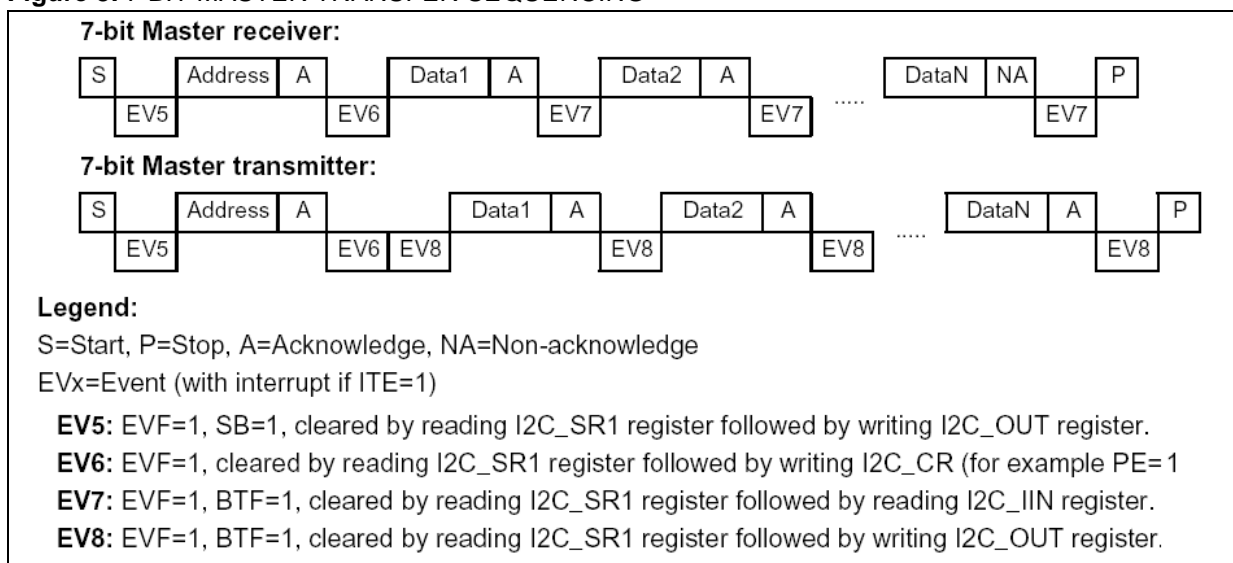 7-bit Master receiver:
S Address A Data1 A Data2 A ..... DataN NA P
EV5 EV6 EV7 EV7 EV7
7-bit Master transmitter:
S Address A Data1 A Data2 A ..... DataN A P
EV5 EV6 EV8 EV8 EV8 EV8
Legend:
S=Start, P=Stop, A=Acknowledge, NA=Non-acknowledge
EVx=Event (with interrupt if ITE=1)
EV5: EVF=1, SB=1, cleared by reading I2C_SR1 register followed by writing I2C_OUT register.
EV6: EVF=1, cleared by reading I2C_SR1 register followed by writing I2C_CR (for example PE=1
EV7: EVF=1, BTF=1, cleared by reading I2C_SR1 register followed by reading I2C_IIN register.
EV8: EVF=1, BTF=1, cleared by reading I2C_SR1 register followed by writing I2C_OUT register.